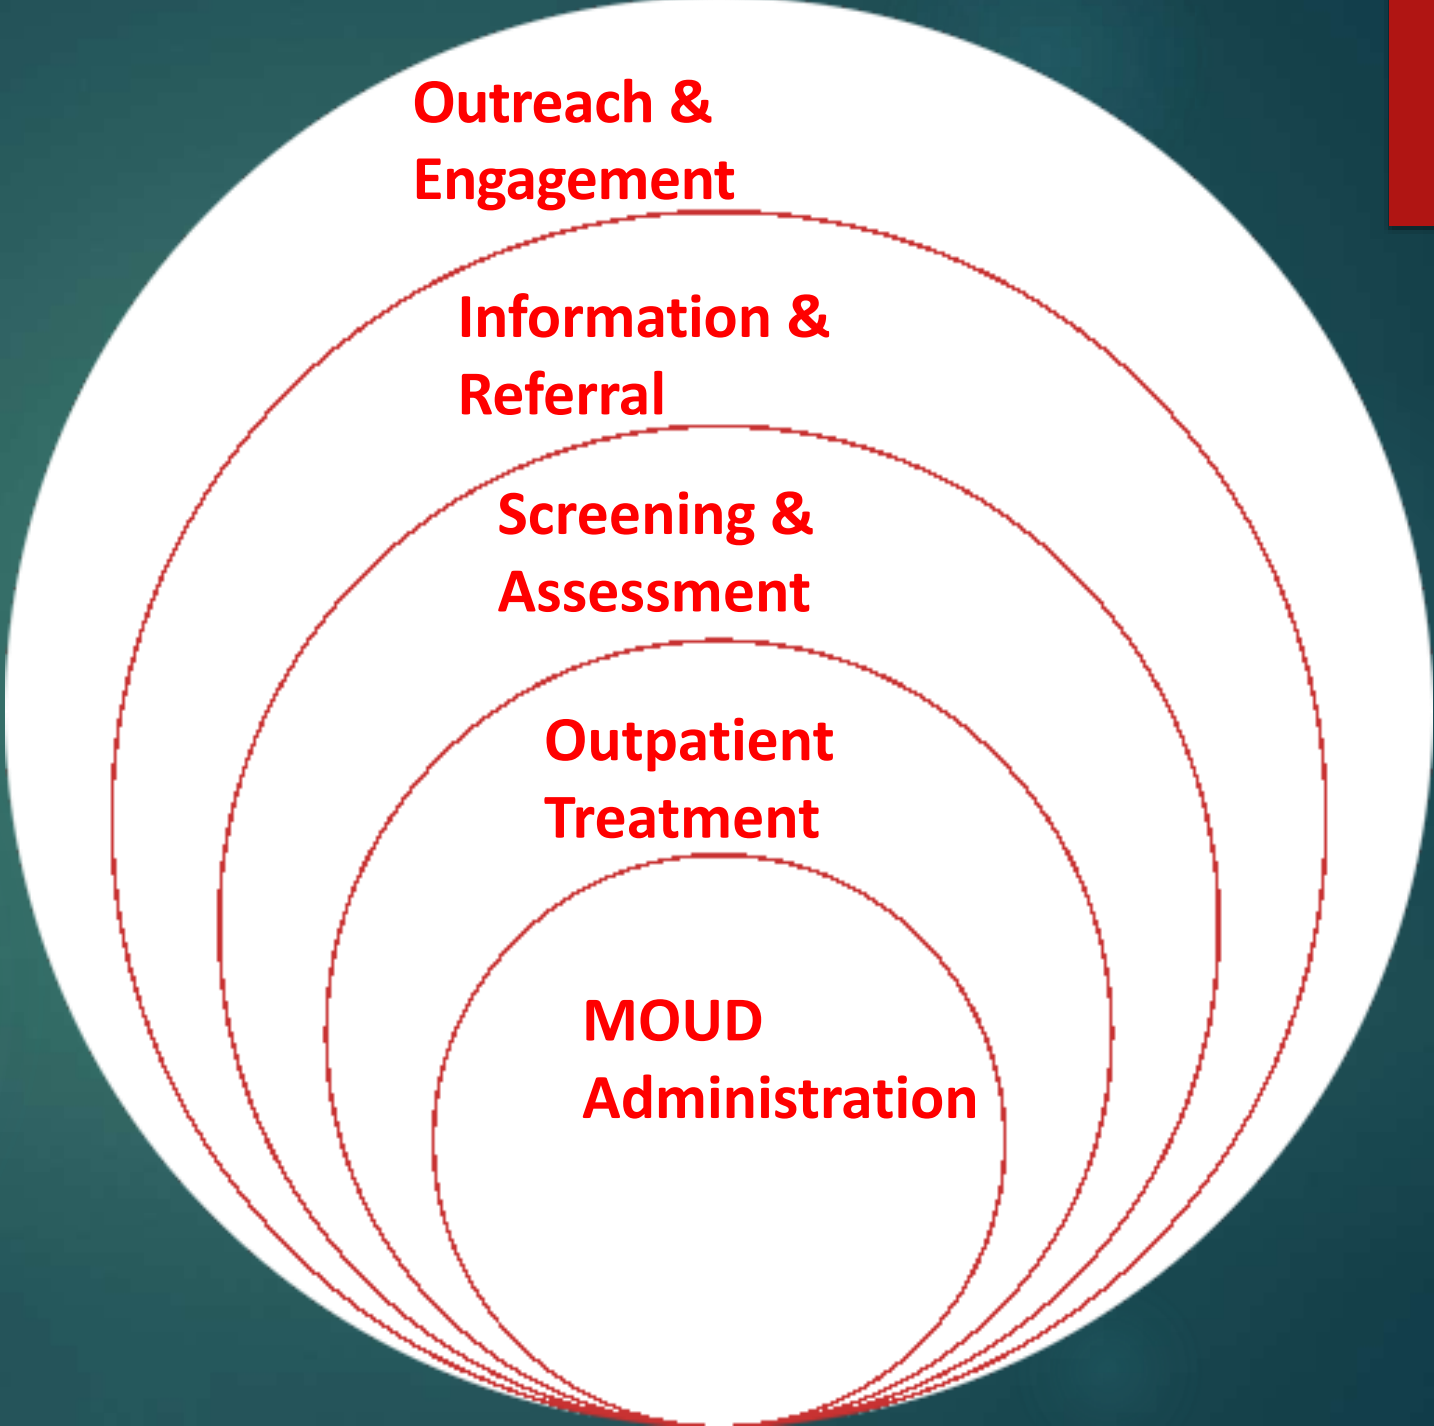 Outreach &
Engagement
Information &
Referral
Screening &
Assessment
Outpatient
Treatment
MOUD
Administration